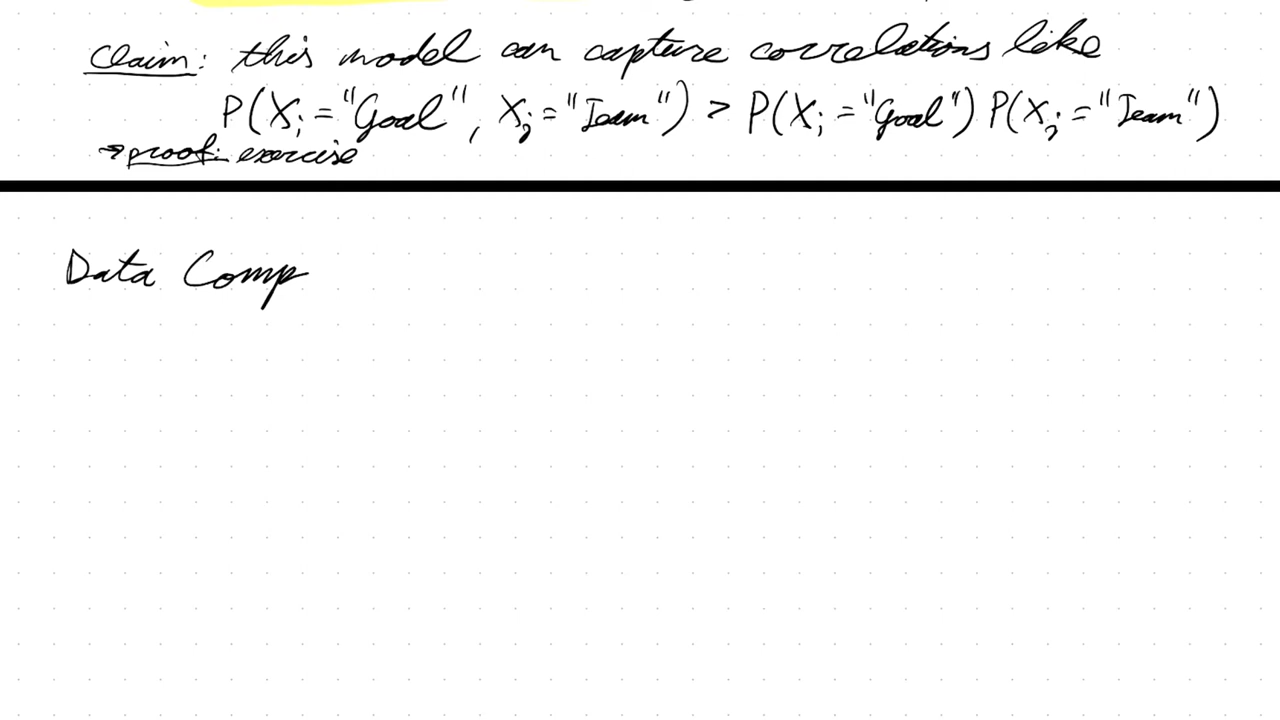 Claim: this model can capture correlations like
P(Xi = "Goal", Xj = "Team") > P(Xi = "Goal") P(Xj = "Team")
→ proof: exercise
Data Comp